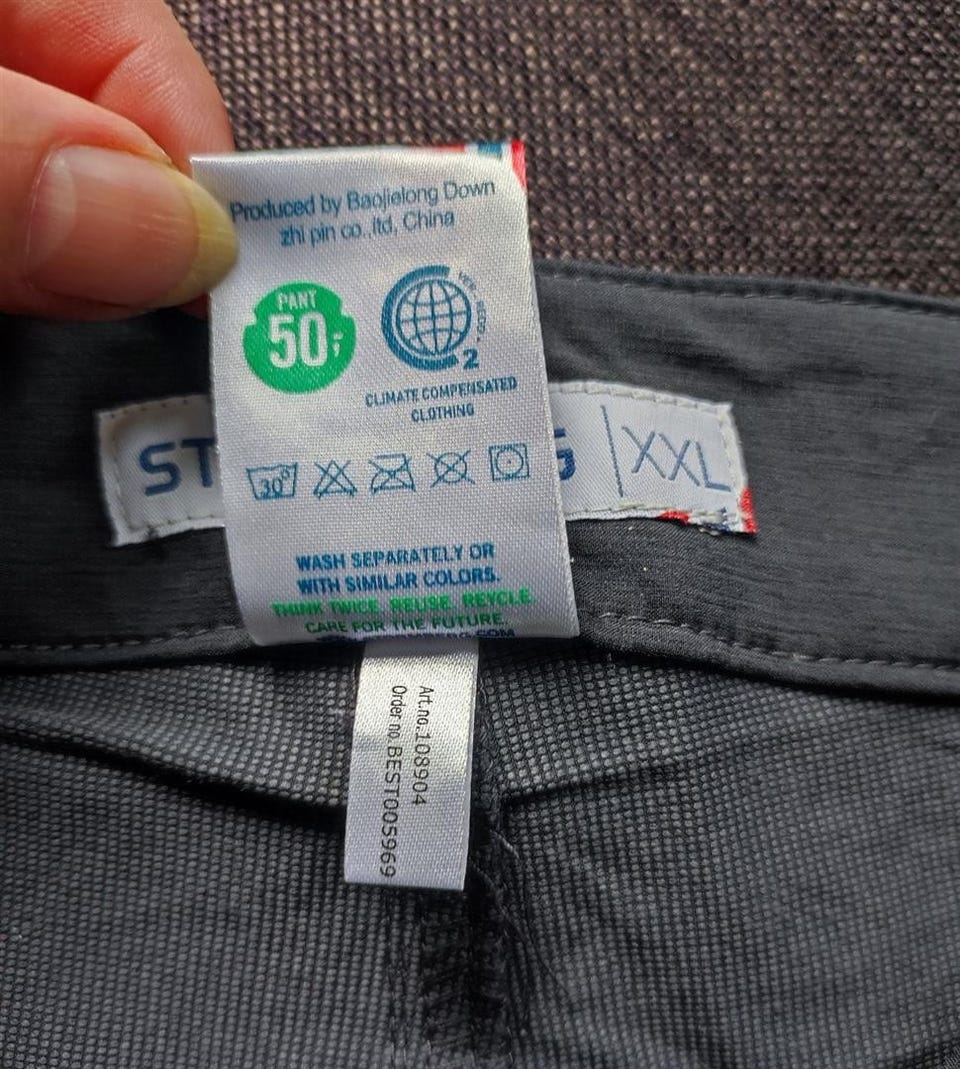 Produced by Baojielong Down
zhi pin co.,ltd, China
PANT
50,-
2
CLIMATE COMPENSATED
CLOTHING
ST
G
XXL
30°
WASH SEPARATELY OR
WITH SIMILAR COLORS.
THINK TWICE. REUSE. REYCLE.
CARE FOR THE FUTURE.
Art.no.:108904
Order no.BEST005969